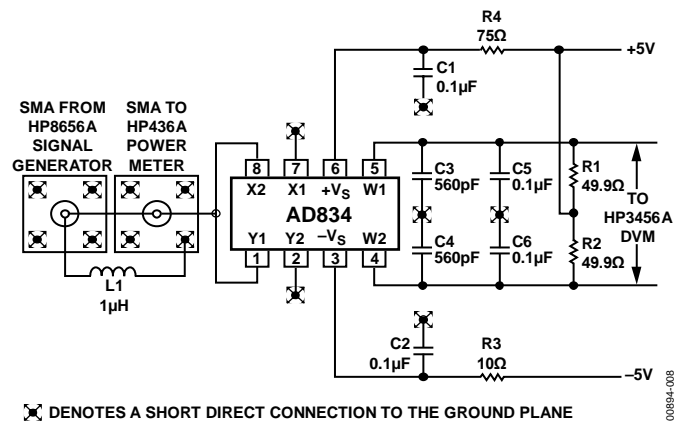 R4
75Ω
+5V
C1
0.1µF
SMA FROM
HP8656A
SIGNAL
GENERATOR
SMA TO
HP436A
POWER
METER
8 7 6 5
X2 X1 +VS W1
AD834
Y1 Y2 –VS W2
1 2 3 4
C3
560pF
C5
0.1µF
R1
49.9Ω
TO
HP3456A
DVM
C4
560pF
C6
0.1µF
R2
49.9Ω
L1
1µH
C2
0.1µF
R3
10Ω
–5V
DENOTES A SHORT DIRECT CONNECTION TO THE GROUND PLANE
00894-008